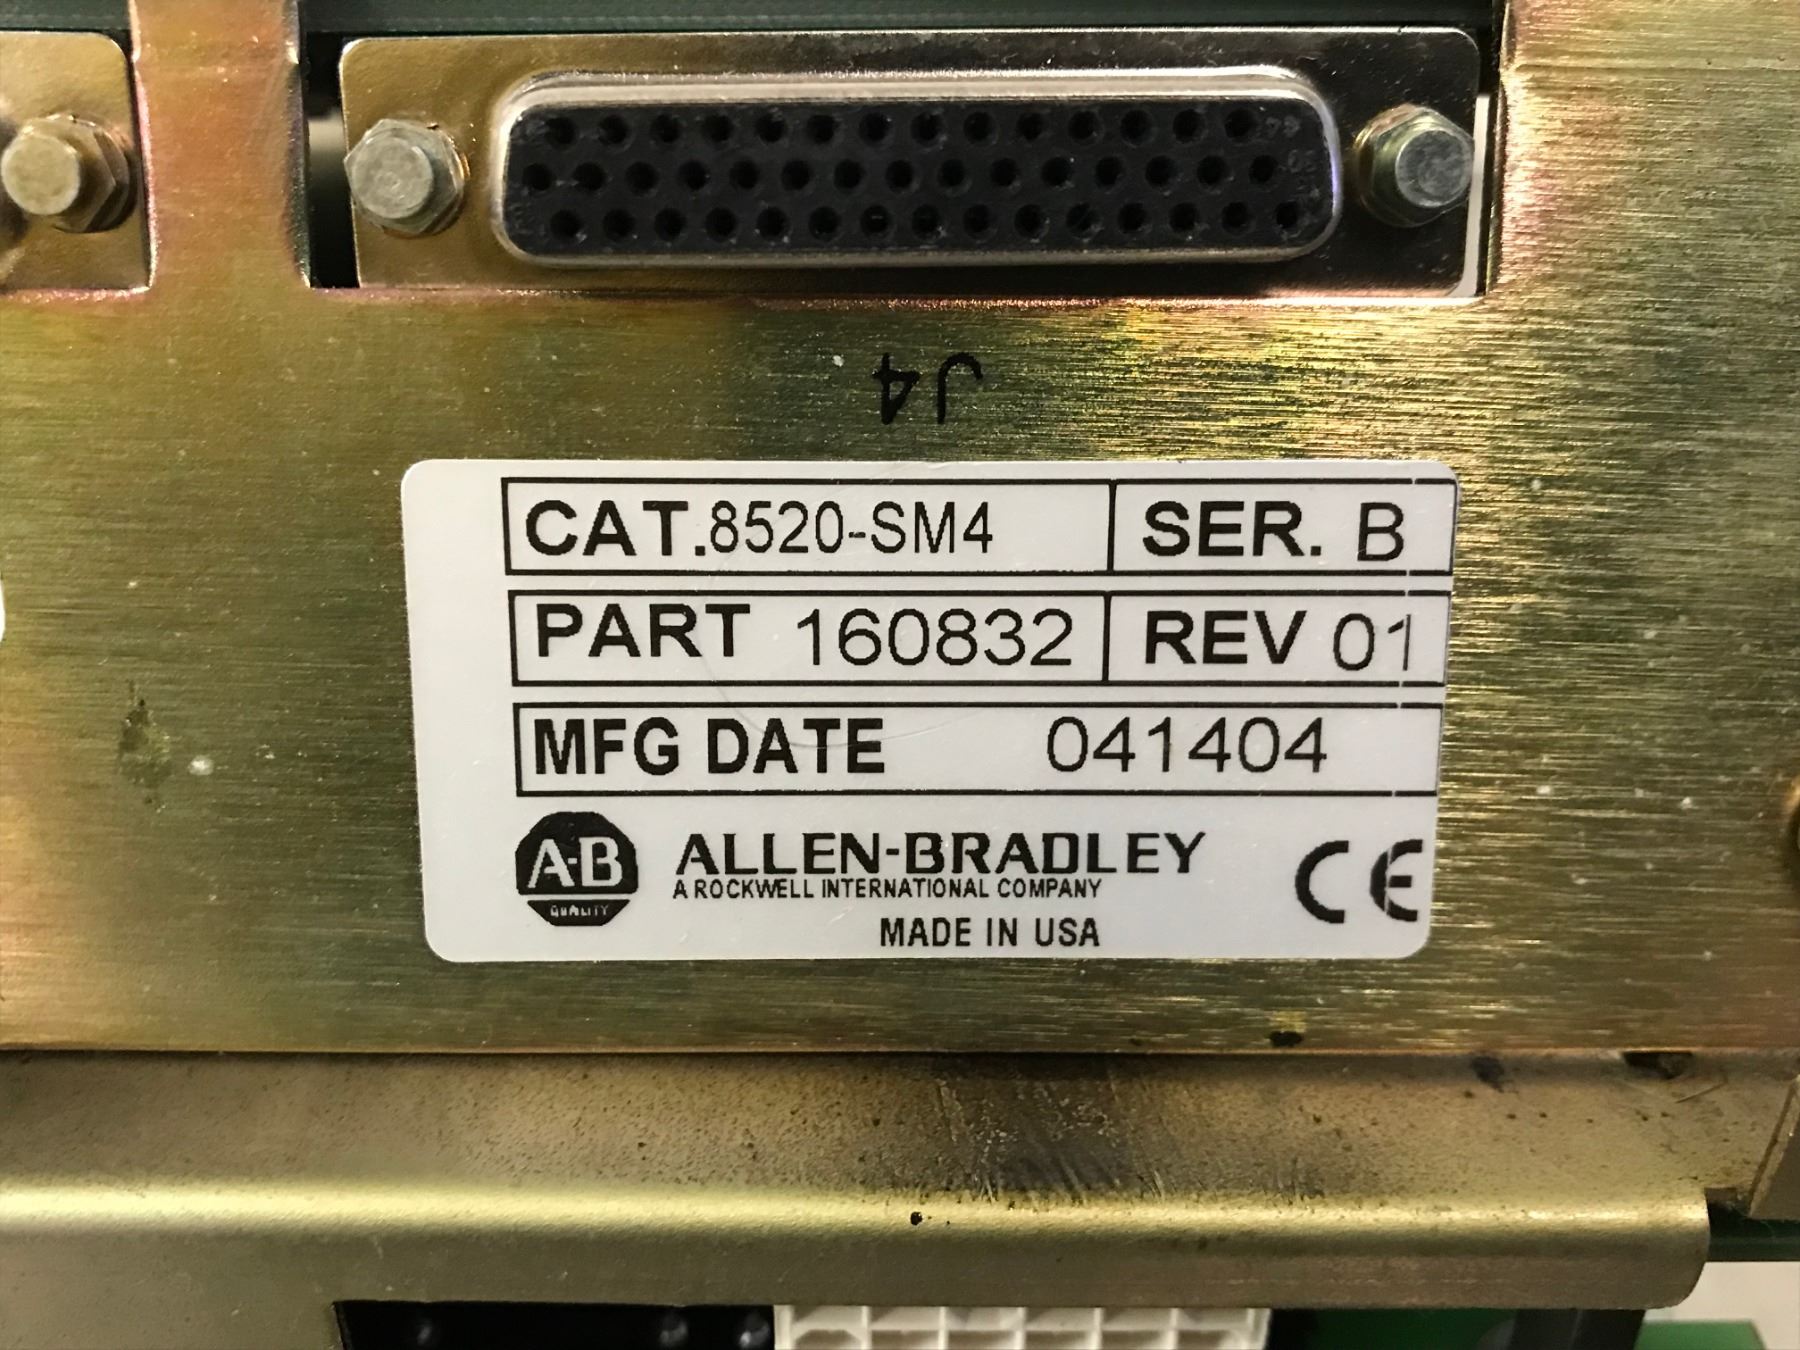 J4
CAT. 8520-SM4 SER. B
PART 160832 REV 01
MFG DATE 041404
A-B
QUALITY
ALLEN-BRADLEY
A ROCKWELL INTERNATIONAL COMPANY
MADE IN USA
CE